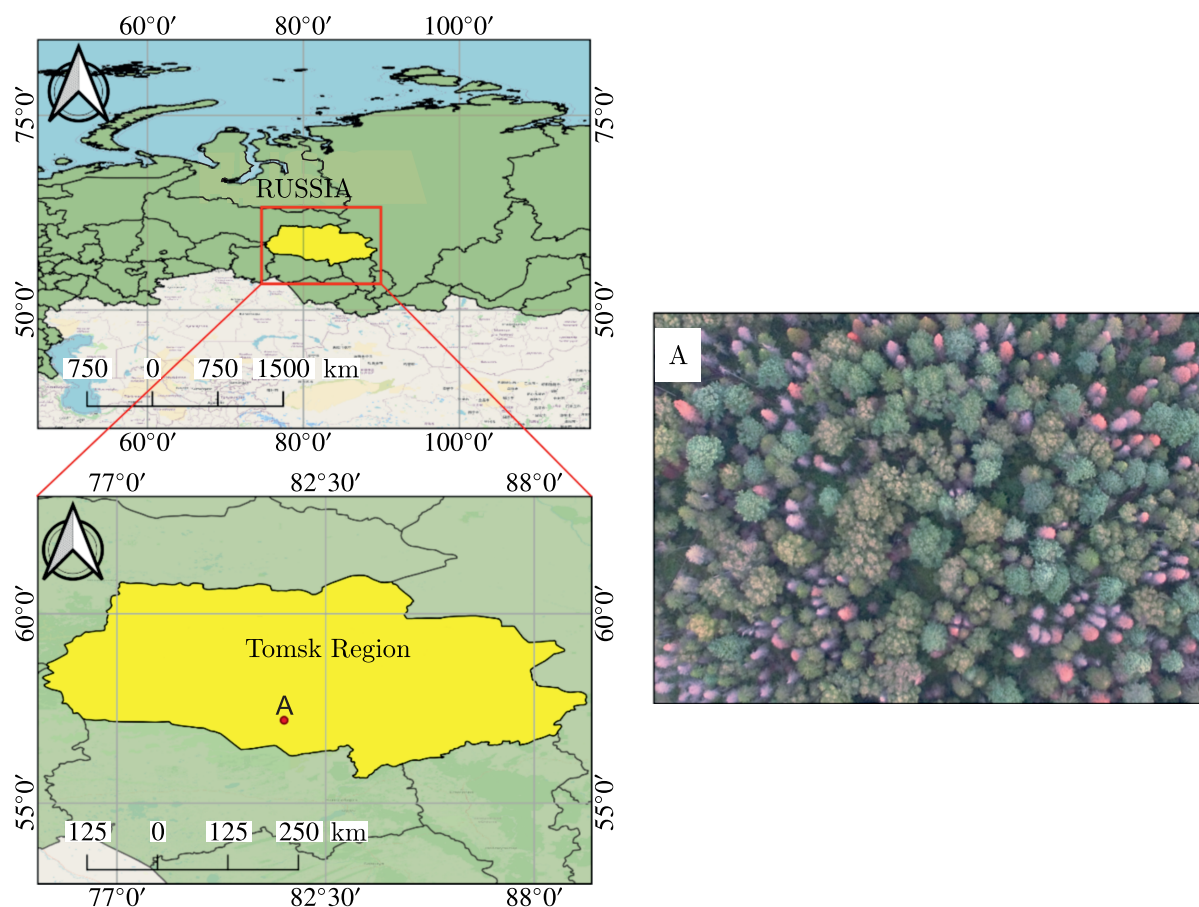 60°0′ 80°0′ 100°0′
75°0′ 75°0′
RUSSIA
50°0′ 50°0′
750 0 750 1500 km
60°0′ 80°0′ 100°0′
77°0′ 82°30′ 88°0′
60°0′ 60°0′
Tomsk Region
A
55°0′ 55°0′
125 0 125 250 km
77°0′ 82°30′ 88°0′
A